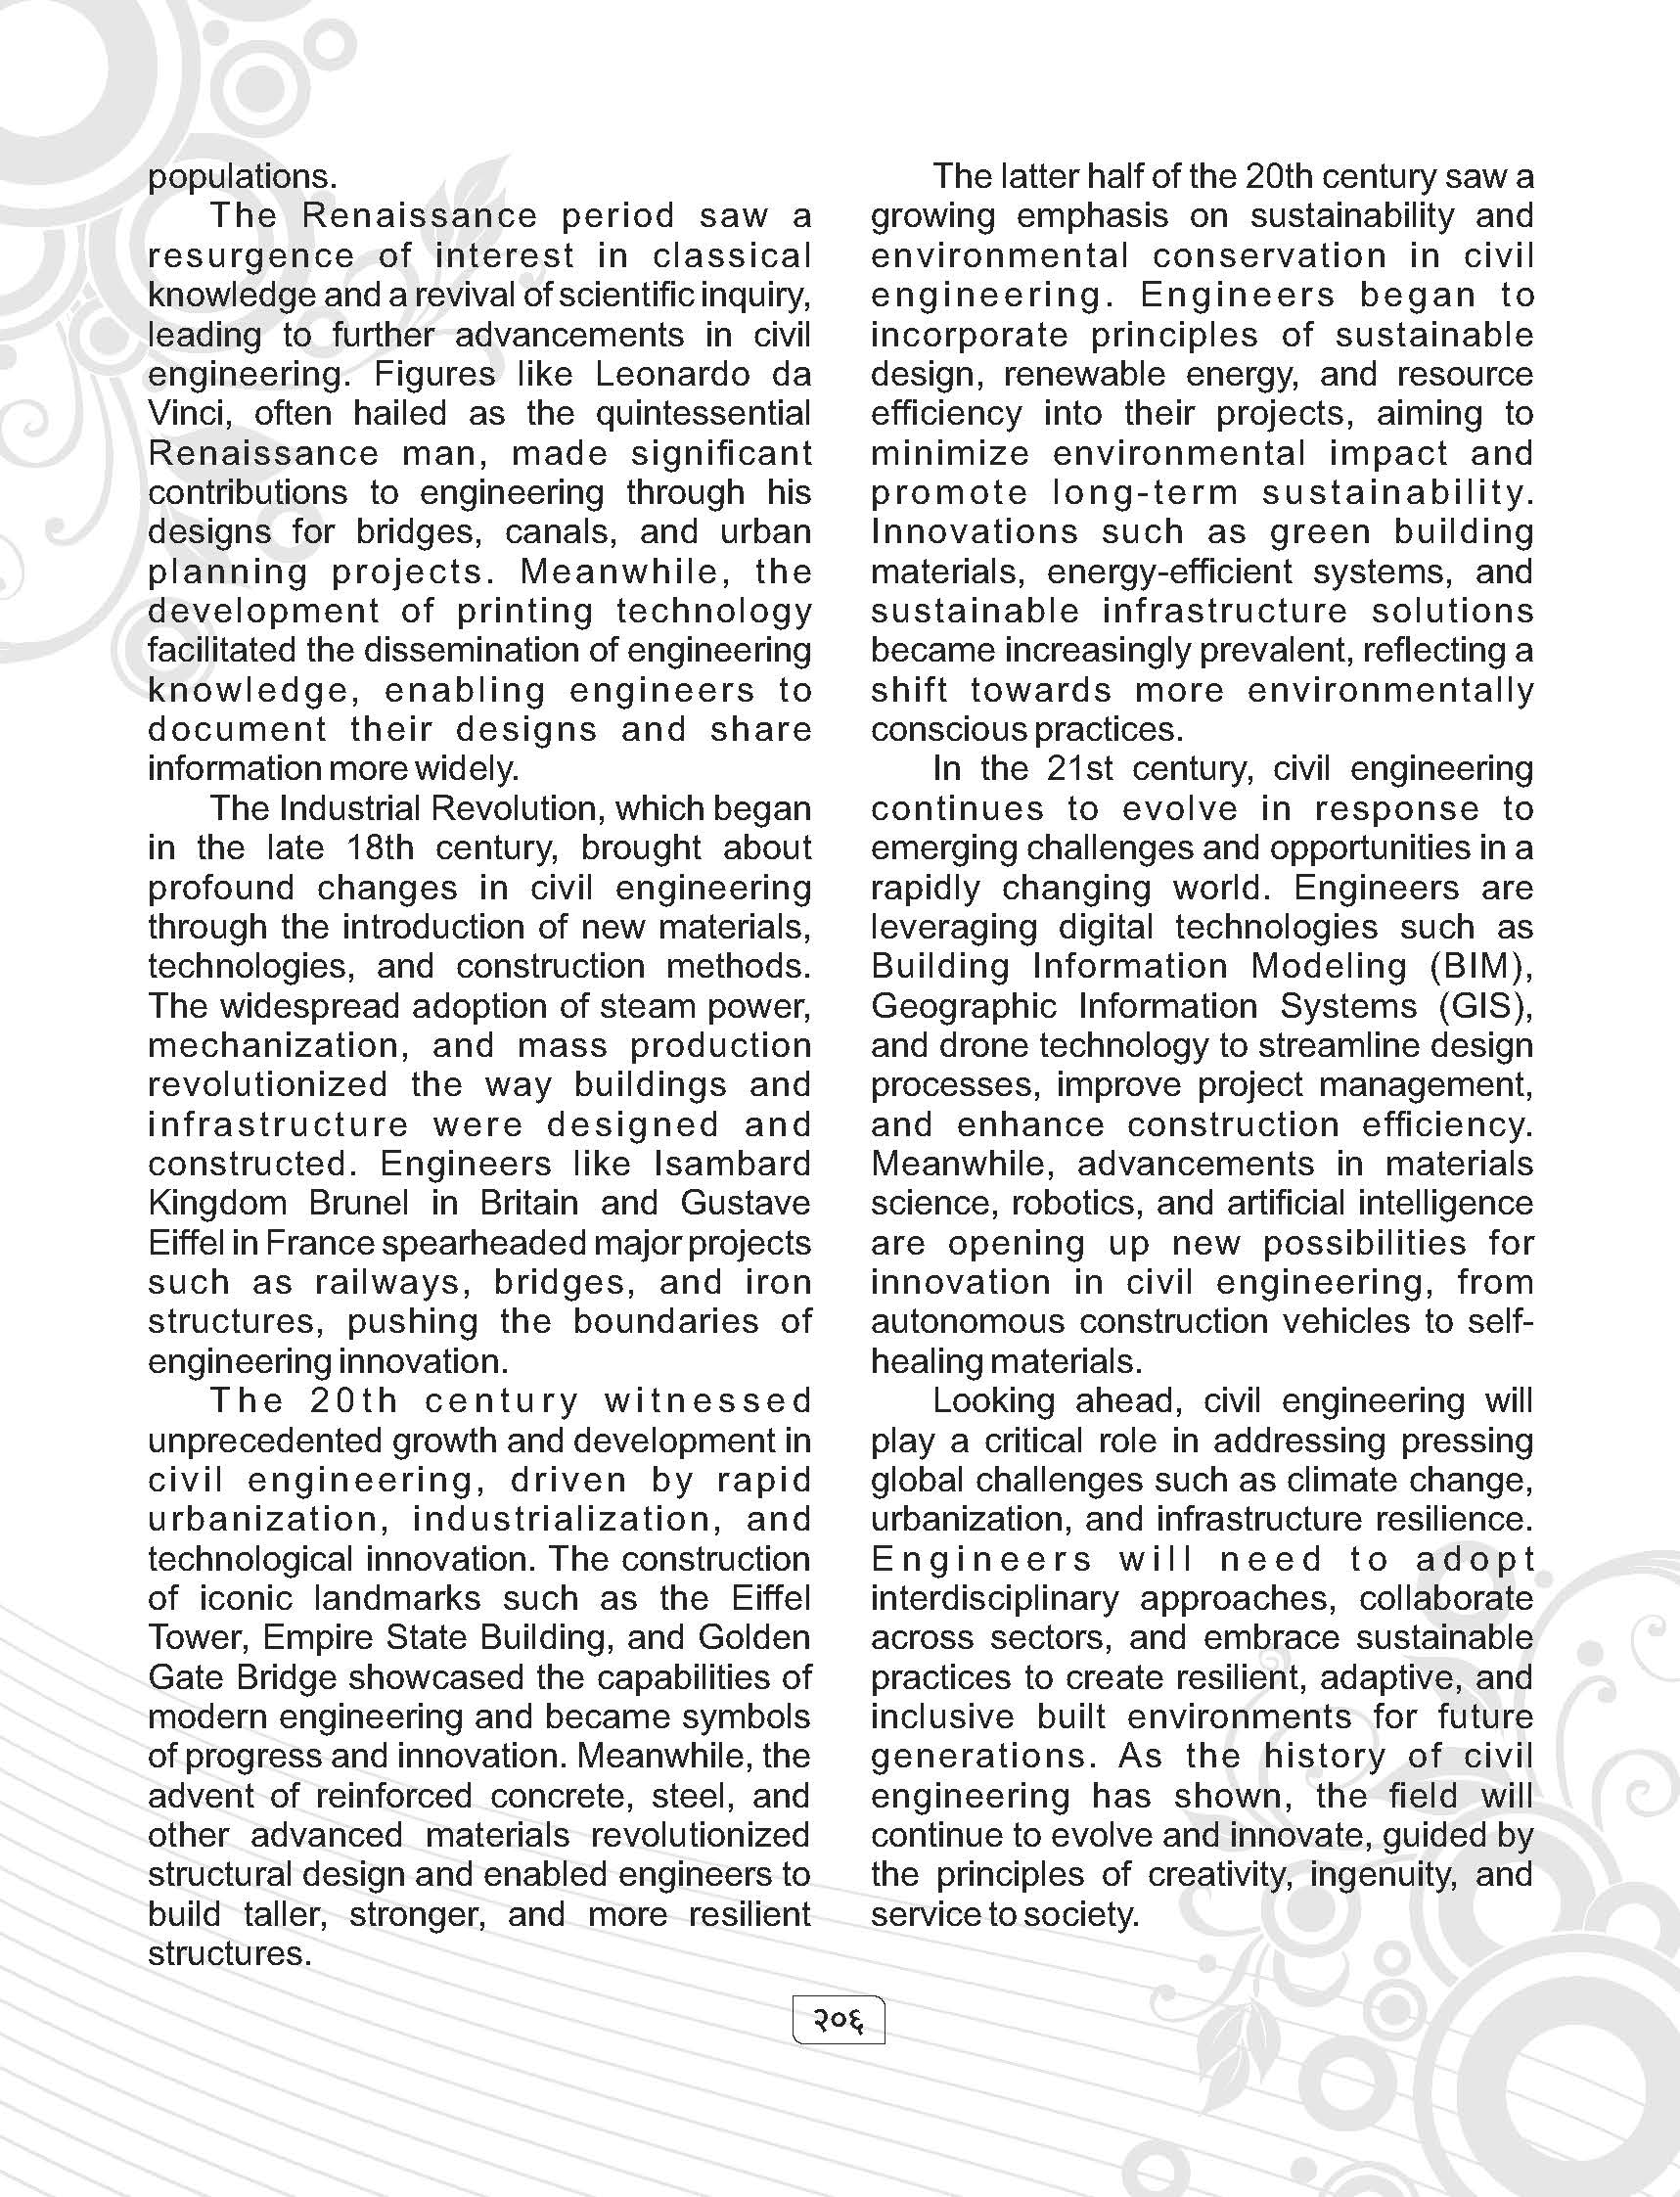 populations.
The Renaissance period saw a
resurgence of interest in classical
knowledge and a revival of scientific inquiry,
leading to further advancements in civil
engineering. Figures like Leonardo da
Vinci, often hailed as the quintessential
Renaissance man, made significant
contributions to engineering through his
designs for bridges, canals, and urban
planning projects. Meanwhile, the
development of printing technology
facilitated the dissemination of engineering
knowledge, enabling engineers to
document their designs and share
information more widely.
The Industrial Revolution, which began
in the late 18th century, brought about
profound changes in civil engineering
through the introduction of new materials,
technologies, and construction methods.
The widespread adoption of steam power,
mechanization, and mass production
revolutionized the way buildings and
infrastructure were designed and
constructed. Engineers like Isambard
Kingdom Brunel in Britain and Gustave
Eiffel in France spearheaded major projects
such as railways, bridges, and iron
structures, pushing the boundaries of
engineering innovation.
The 20th century witnessed
unprecedented growth and development in
civil engineering, driven by rapid
urbanization, industrialization, and
technological innovation. The construction
of iconic landmarks such as the Eiffel
Tower, Empire State Building, and Golden
Gate Bridge showcased the capabilities of
modern engineering and became symbols
of progress and innovation. Meanwhile, the
advent of reinforced concrete, steel, and
other advanced materials revolutionized
structural design and enabled engineers to
build taller, stronger, and more resilient
structures.
The latter half of the 20th century saw a
growing emphasis on sustainability and
environmental conservation in civil
engineering. Engineers began to
incorporate principles of sustainable
design, renewable energy, and resource
efficiency into their projects, aiming to
minimize environmental impact and
promote long-term sustainability.
Innovations such as green building
materials, energy-efficient systems, and
sustainable infrastructure solutions
became increasingly prevalent, reflecting a
shift towards more environmentally
conscious practices.
In the 21st century, civil engineering
continues to evolve in response to
emerging challenges and opportunities in a
rapidly changing world. Engineers are
leveraging digital technologies such as
Building Information Modeling (BIM),
Geographic Information Systems (GIS),
and drone technology to streamline design
processes, improve project management,
and enhance construction efficiency.
Meanwhile, advancements in materials
science, robotics, and artificial intelligence
are opening up new possibilities for
innovation in civil engineering, from
autonomous construction vehicles to self-
healing materials.
Looking ahead, civil engineering will
play a critical role in addressing pressing
global challenges such as climate change,
urbanization, and infrastructure resilience.
Engineers will need to adopt
interdisciplinary approaches, collaborate
across sectors, and embrace sustainable
practices to create resilient, adaptive, and
inclusive built environments for future
generations. As the history of civil
engineering has shown, the field will
continue to evolve and innovate, guided by
the principles of creativity, ingenuity, and
service to society.
२०६